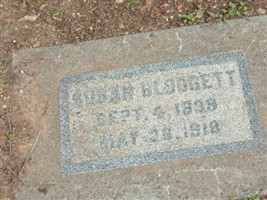 SUSAN BLODGETT
SEPT. 4, 1839
MAY 28, 1918